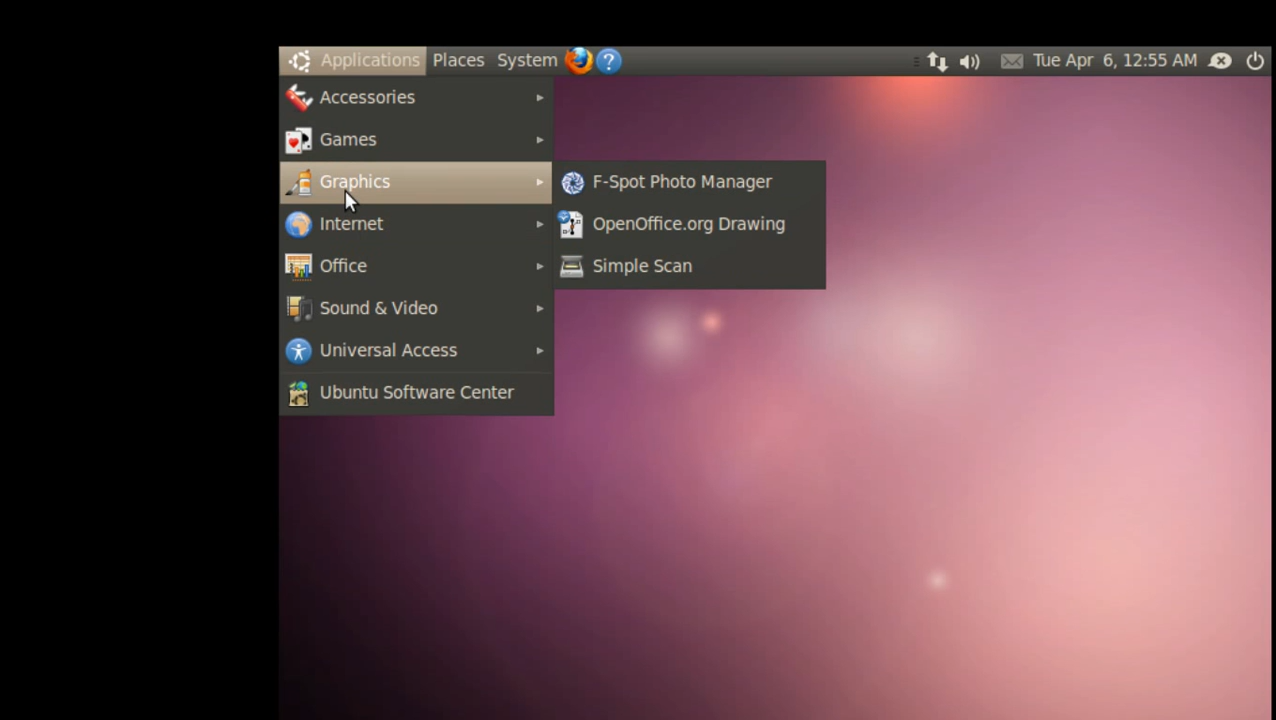 Applications Places System Tue Apr 6, 12:55 AM
Accessories
Games
Graphics F-Spot Photo Manager
Internet OpenOffice.org Drawing
Office Simple Scan
Sound & Video
Universal Access
Ubuntu Software Center